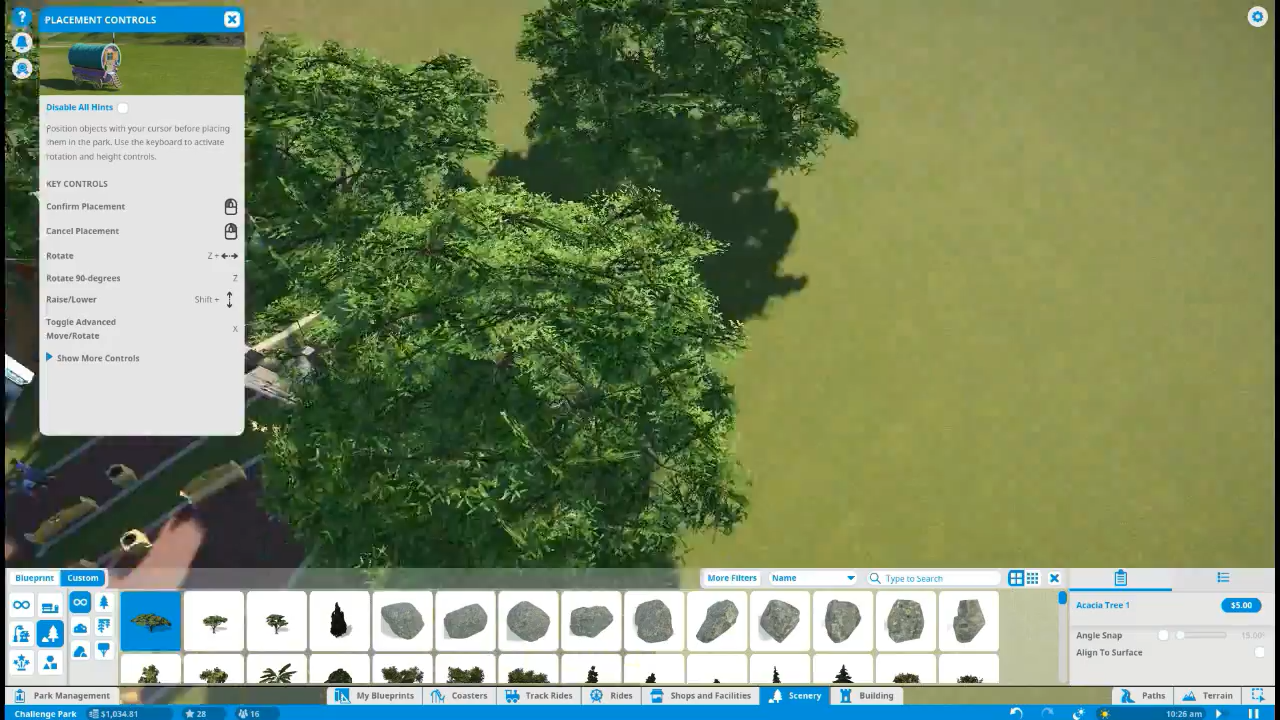 PLACEMENT CONTROLS
Disable All Hints
Position objects with your cursor before placing
them in the park. Use the keyboard to activate
rotation and height controls.
KEY CONTROLS
Confirm Placement
Cancel Placement
Rotate Z +
Rotate 90-degrees Z
Raise/Lower Shift +
Toggle Advanced
Move/Rotate X
Show More Controls
Blueprint Custom More Filters Name Type to Search
Acacia Tree 1 $5.00
Angle Snap 15.00°
Align To Surface
Park Management My Blueprints Coasters Track Rides Rides Shops and Facilities Scenery Building Paths Terrain
Challenge Park $1,034.81 28 16 10:26 am